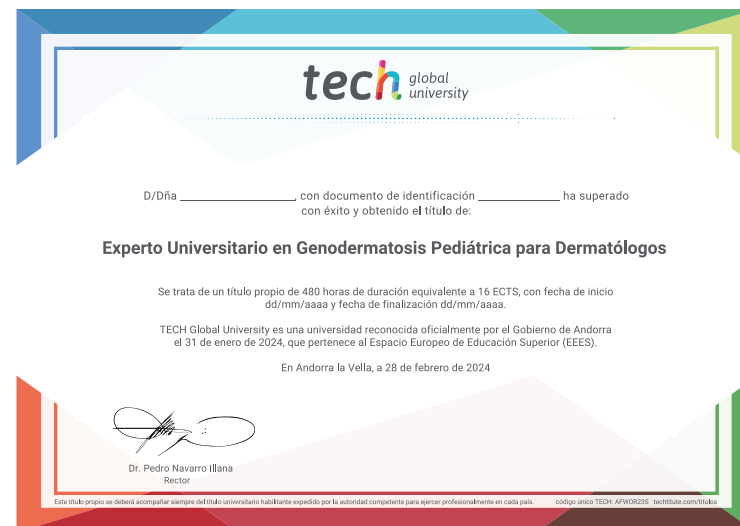 tech global university
D/Dña ____________________, con documento de identificación ______________ ha superado
con éxito y obtenido el título de:
Experto Universitario en Genodermatosis Pediátrica para Dermatólogos
Se trata de un título propio de 480 horas de duración equivalente a 16 ECTS, con fecha de inicio
dd/mm/aaaa y fecha de finalización dd/mm/aaaa.
TECH Global University es una universidad reconocida oficialmente por el Gobierno de Andorra
el 31 de enero de 2024, que pertenece al Espacio Europeo de Educación Superior (EEES).
En Andorra la Vella, a 28 de febrero de 2024
Dr. Pedro Navarro Illana
Rector
Este título propio se deberá acompañar siempre del título universitario habilitante expedido por la autoridad competente para ejercer profesionalmente en cada país. código único TECH: AFWOR23S techtitute.com/titulos